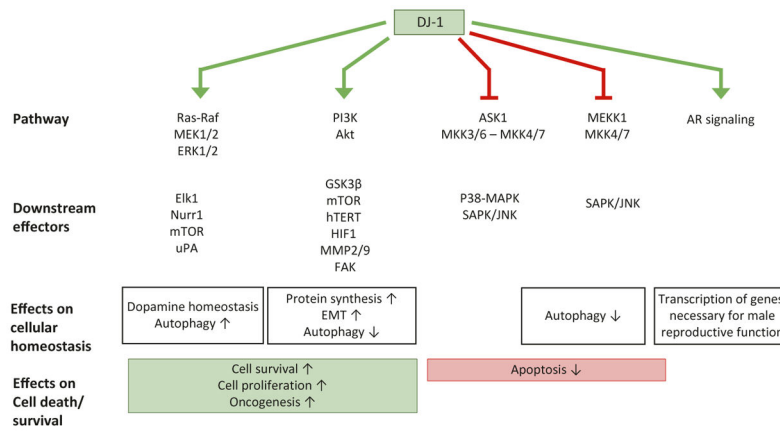 DJ-1
Pathway
Ras-Raf
MEK1/2
ERK1/2
PI3K
Akt
ASK1
MKK3/6 – MKK4/7
MEKK1
MKK4/7
AR signaling
Downstream
effectors
Elk1
Nurr1
mTOR
uPA
GSK3β
mTOR
hTERT
HIF1
MMP2/9
FAK
P38-MAPK
SAPK/JNK
SAPK/JNK
Effects on
cellular
homeostasis
Dopamine homeostasis
Autophagy ↑
Protein synthesis ↑
EMT ↑
Autophagy ↓
Autophagy ↓
Transcription of genes
necessary for male
reproductive function
Effects on
Cell death/
survival
Cell survival ↑
Cell proliferation ↑
Oncogenesis ↑
Apoptosis ↓